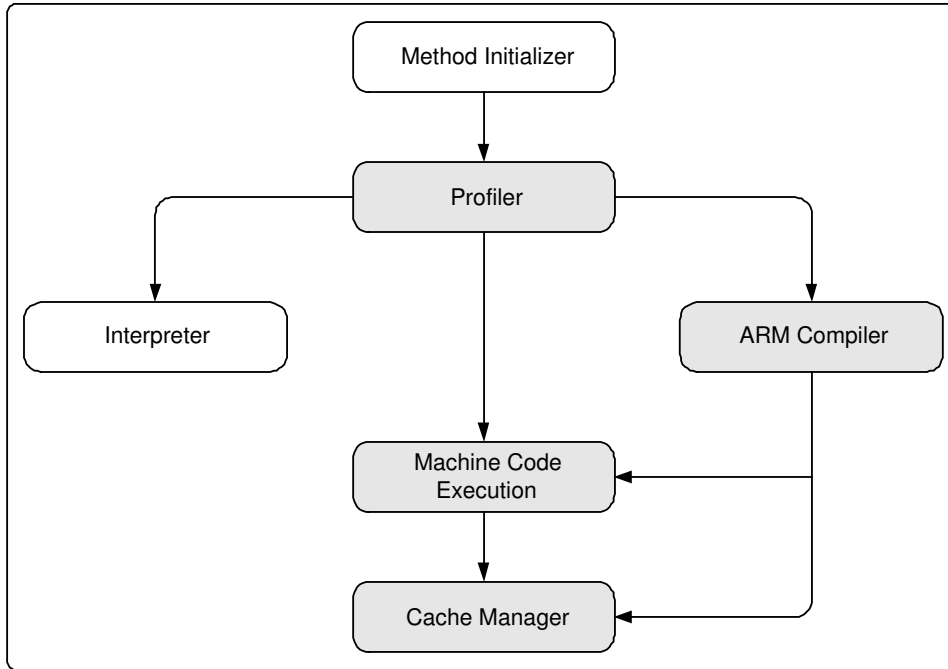 Method Initializer
Profiler
Interpreter
ARM Compiler
Machine Code
Execution
Cache Manager